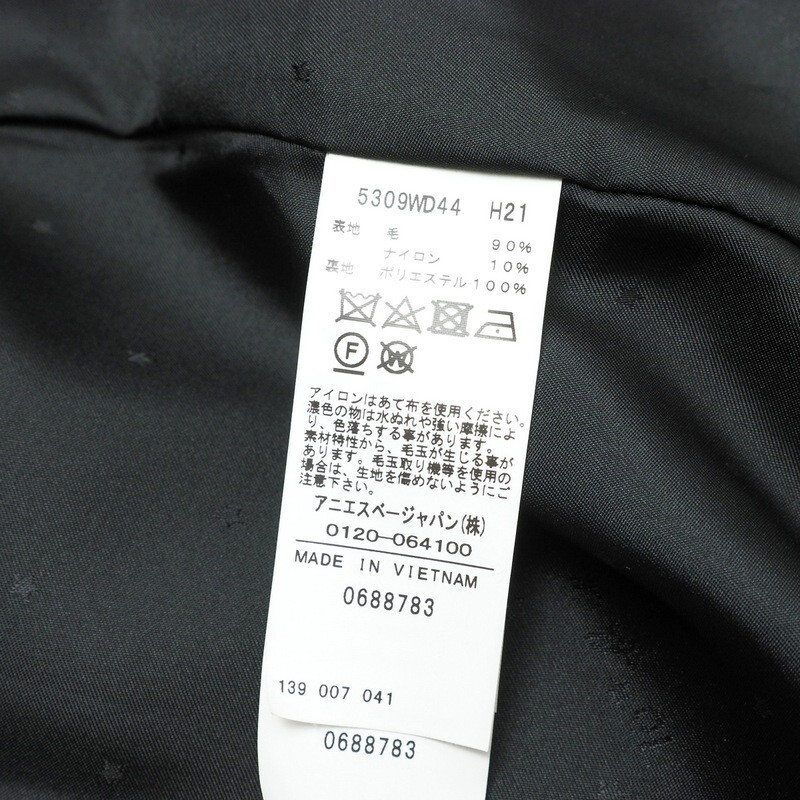 5309WD44 H21
表地 毛 90%
ナイロン 10%
裏地 ポリエステル 100%
F
W
アイロンはあて布を使用ください。
濃色の物は水ぬれや強い摩擦によ
り、色落ちする事があります。
素材特性から、毛玉が生じる事が
あります。毛玉取り機等を使用の
場合は、生地を傷めないようにご
注意下さい。
アニエスベージャパン(株)
0120-064100
MADE IN VIETNAM
0688783
139 007 041
0688783